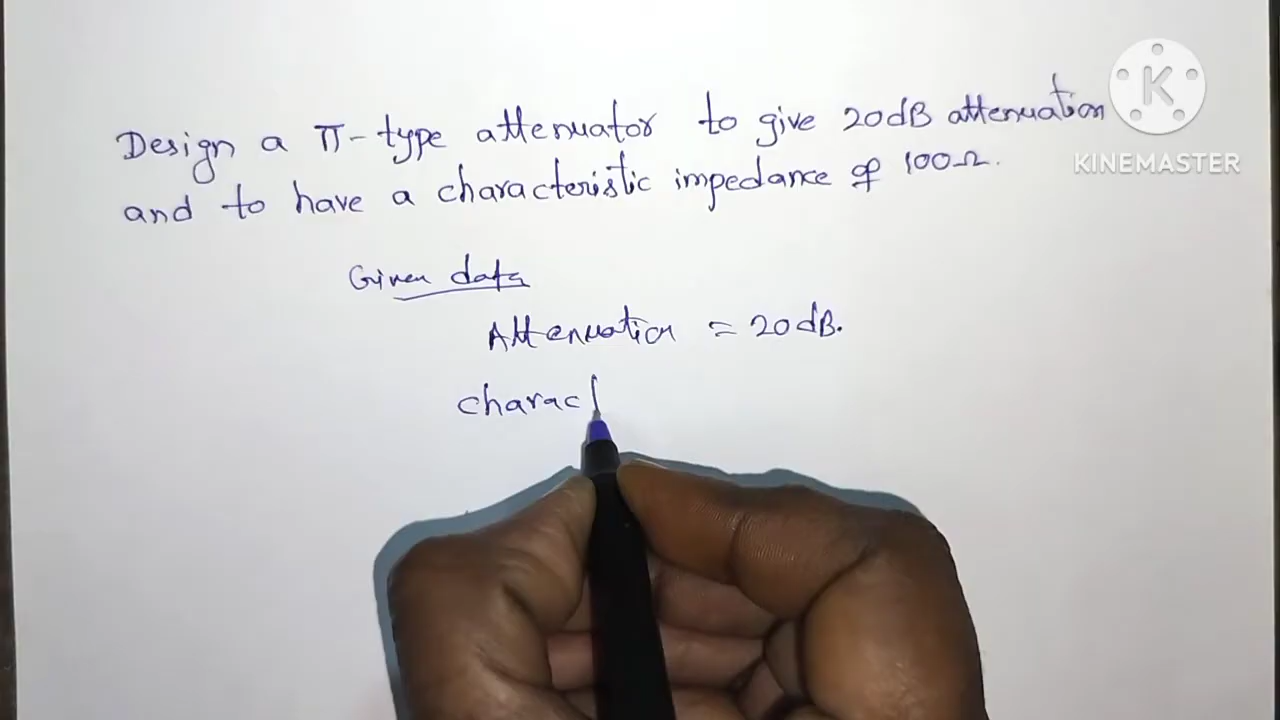 Design a π-type attenuator to give 20dB attenuation
and to have a characteristic impedance of 100Ω.
Given data
Attenuation = 20dB.
charac
K
KINEMASTER